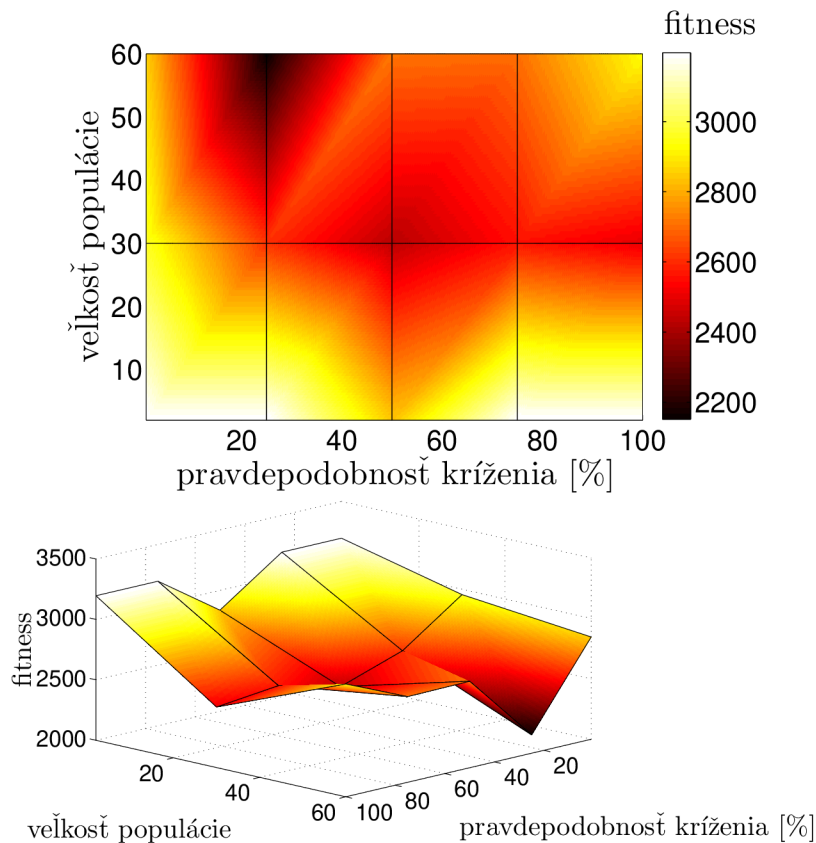 fitness
60
50
40
30
20
10
veľkosť populácie
3000
2800
2600
2400
2200
20 40 60 80 100
pravdepodobnosť kríženia [%]
3500
3000
2500
2000
fitness
20
40
60
100 80 60 40 20
veľkosť populácie
pravdepodobnosť kríženia [%]